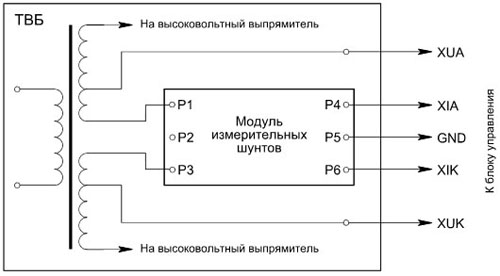 ТВБ
На высоковольтный выпрямитель
XUA
P1
P4
XIA
Модуль
измерительных
шунтов
P2
P5
GND
P3
P6
XIK
XUK
На высоковольтный выпрямитель
К блоку управления